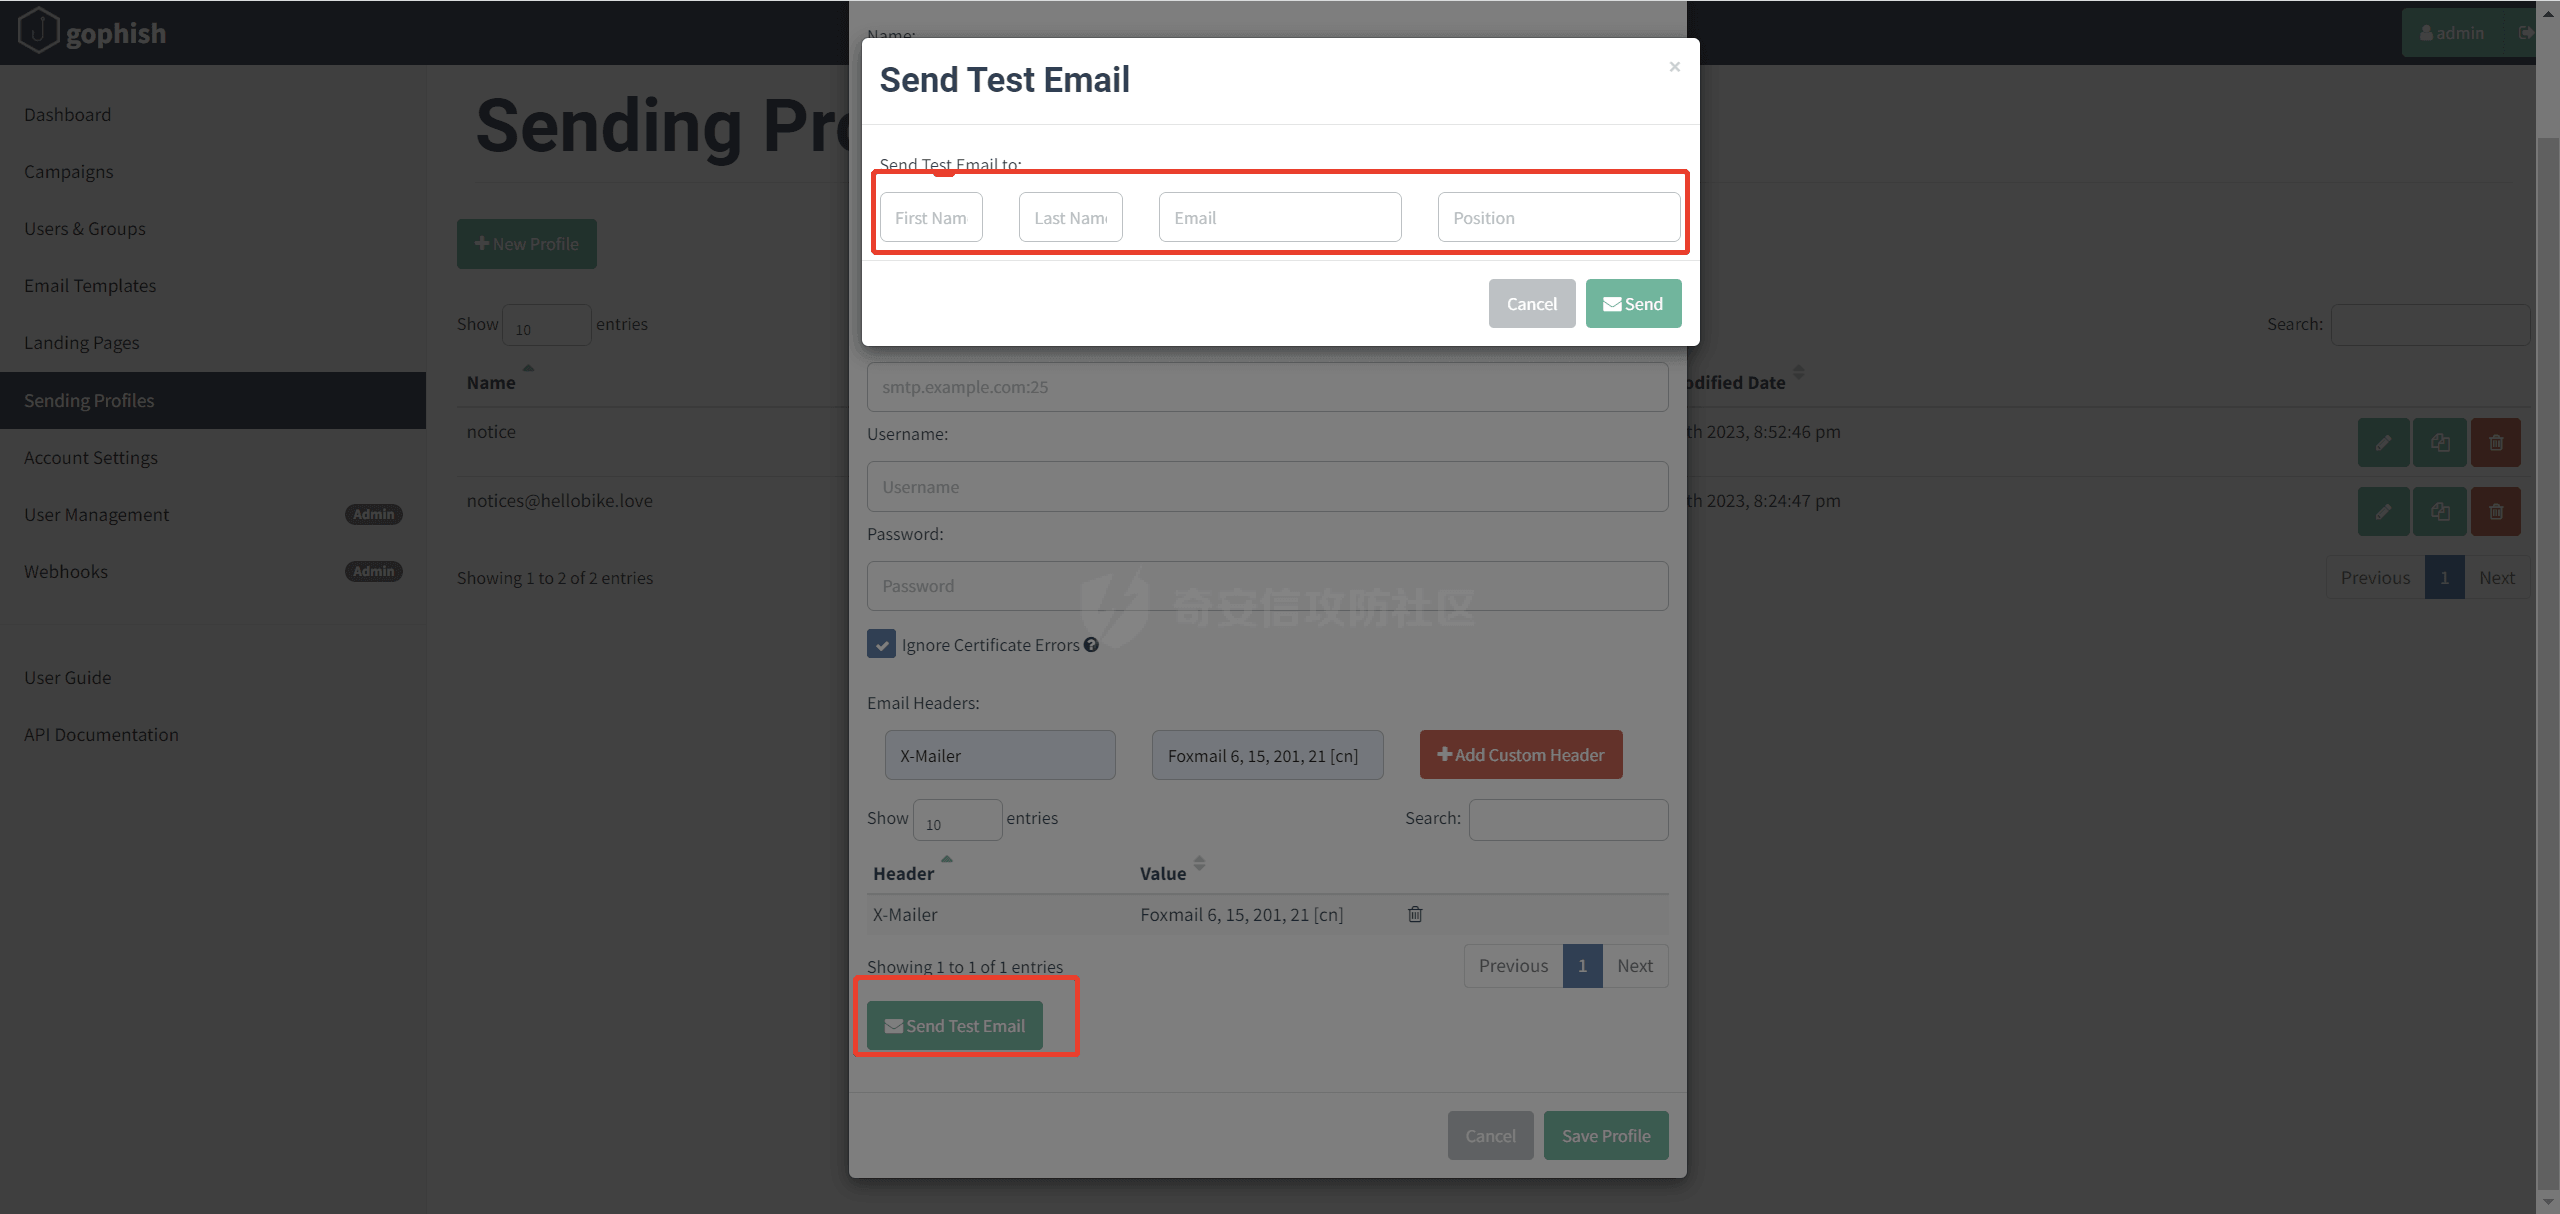 gophish
admin
Name:
Send Test Email
×
Sending Pro
Dashboard
Campaigns
Users & Groups
Email Templates
Landing Pages
Sending Profiles
Account Settings
User Management Admin
Webhooks Admin
User Guide
API Documentation
Send Test Email to:
First Nam Last Name Email Position
Cancel Send
New Profile
Show 10 entries
Search:
Name
odified Date
notice
th 2023, 8:52:46 pm
notices@hellobike.love
th 2023, 8:24:47 pm
Showing 1 to 2 of 2 entries
Previous 1 Next
smtp.example.com:25
Username:
Username
Password:
Password
奇安信攻防社区
Ignore Certificate Errors
Email Headers:
X-Mailer Foxmail 6, 15, 201, 21 [cn] Add Custom Header
Show 10 entries Search:
Header Value
X-Mailer Foxmail 6, 15, 201, 21 [cn]
Showing 1 to 1 of 1 entries
Previous 1 Next
Send Test Email
Cancel Save Profile